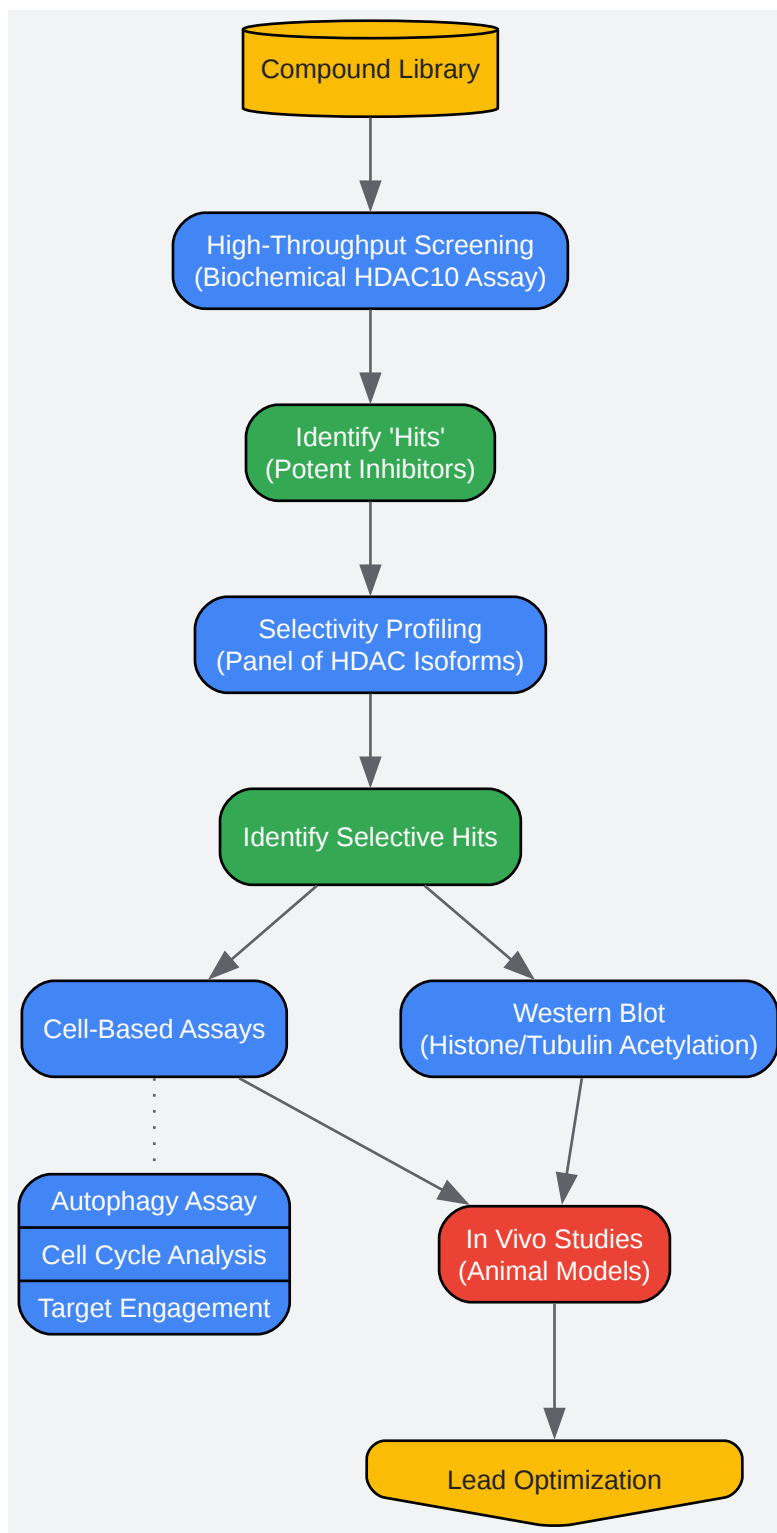 Compound Library
High-Throughput Screening
(Biochemical HDAC10 Assay)
Identify 'Hits'
(Potent Inhibitors)
Selectivity Profiling
(Panel of HDAC Isoforms)
Identify Selective Hits
Cell-Based Assays
Western Blot
(Histone/Tubulin Acetylation)
Autophagy Assay
Cell Cycle Analysis
Target Engagement
In Vivo Studies
(Animal Models)
Lead Optimization